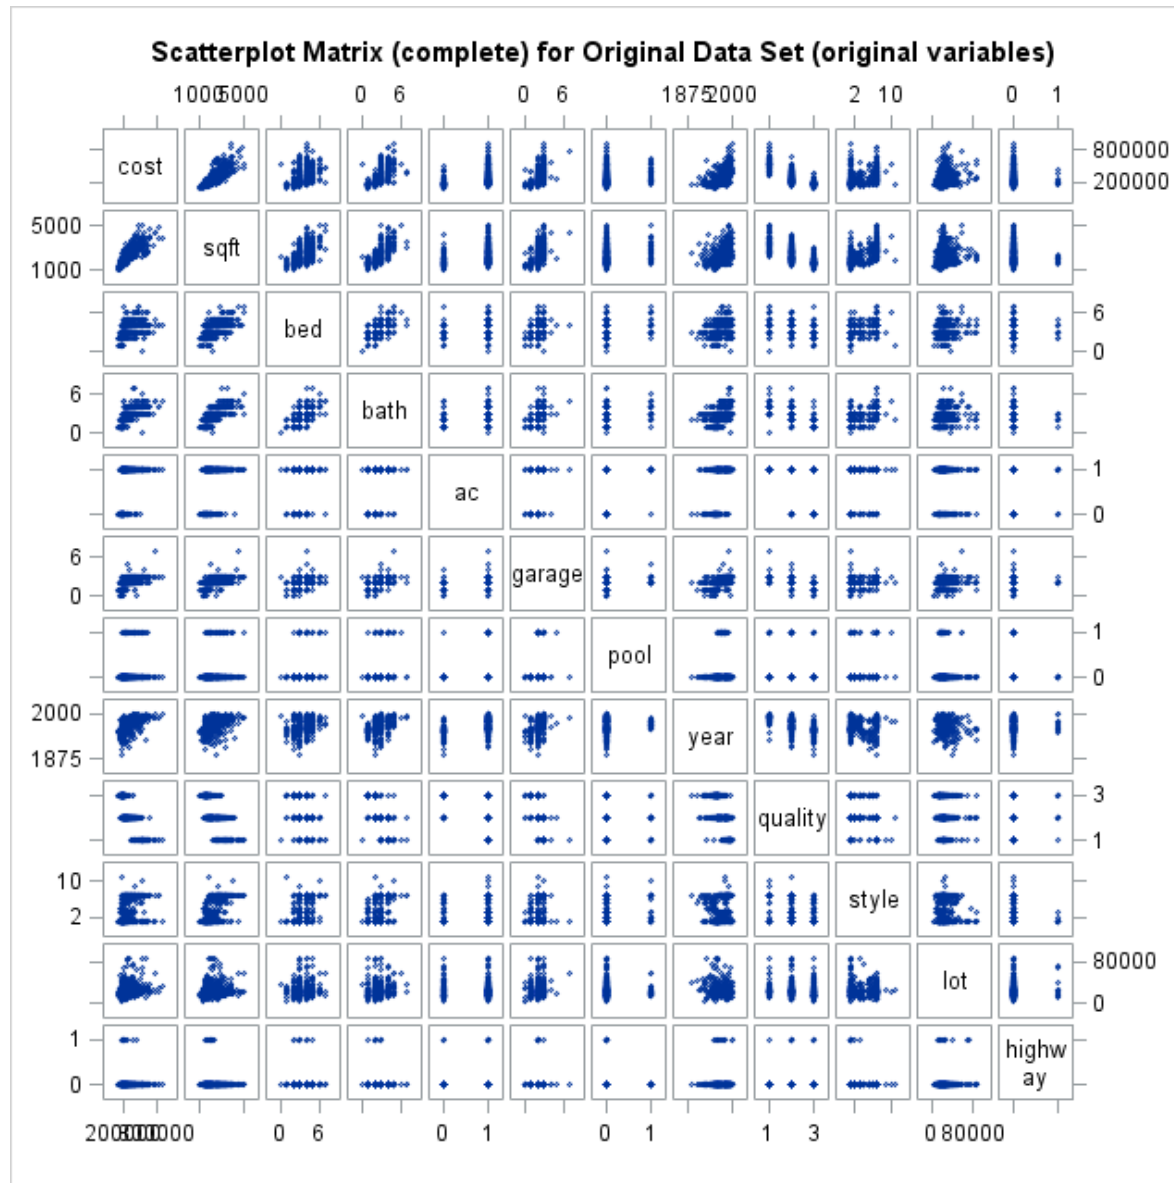 Scatterplot Matrix (complete) for Original Data Set (original variables)
1000 5000 0 6 0 6 1875 2000 2 10 0 1
cost 800000
200000
5000 sqft
1000
bed 6
0
6 bath
0
ac 1
0
6 garage
0
pool 1
0
2000 year
1875
quality 3
1
10 style
2
lot 80000
0
1 highw
ay
0
0 6 0 1 0 1 1 3 0 80000